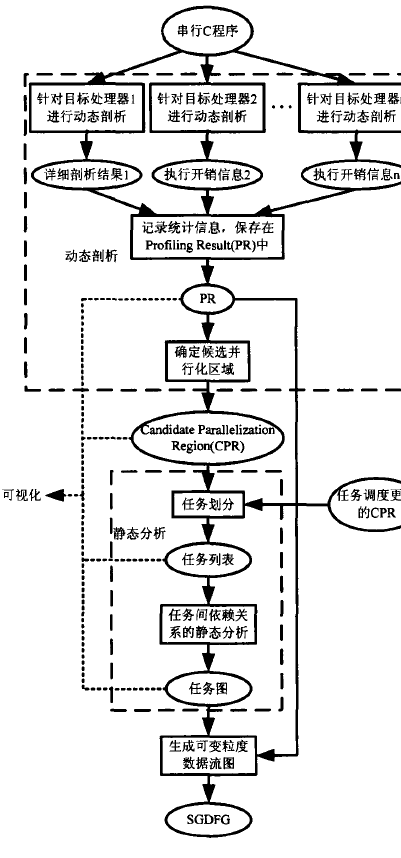 串行C程序
针对目标处理器1
进行动态剖析
针对目标处理器2
进行动态剖析
...
针对目标处理器
进行动态剖析
详细剖析结果1
执行开销信息2
执行开销信息n
记录统计信息，保存在
Profiling Result(PR)中
动态剖析
PR
确定候选并
行化区域
Candidate Parallelization
Region(CPR)
可视化
任务划分
任务调度更
的CPR
静态分析
任务列表
任务间依赖关
系的静态分析
任务图
生成可变粒度
数据流图
SGDFG